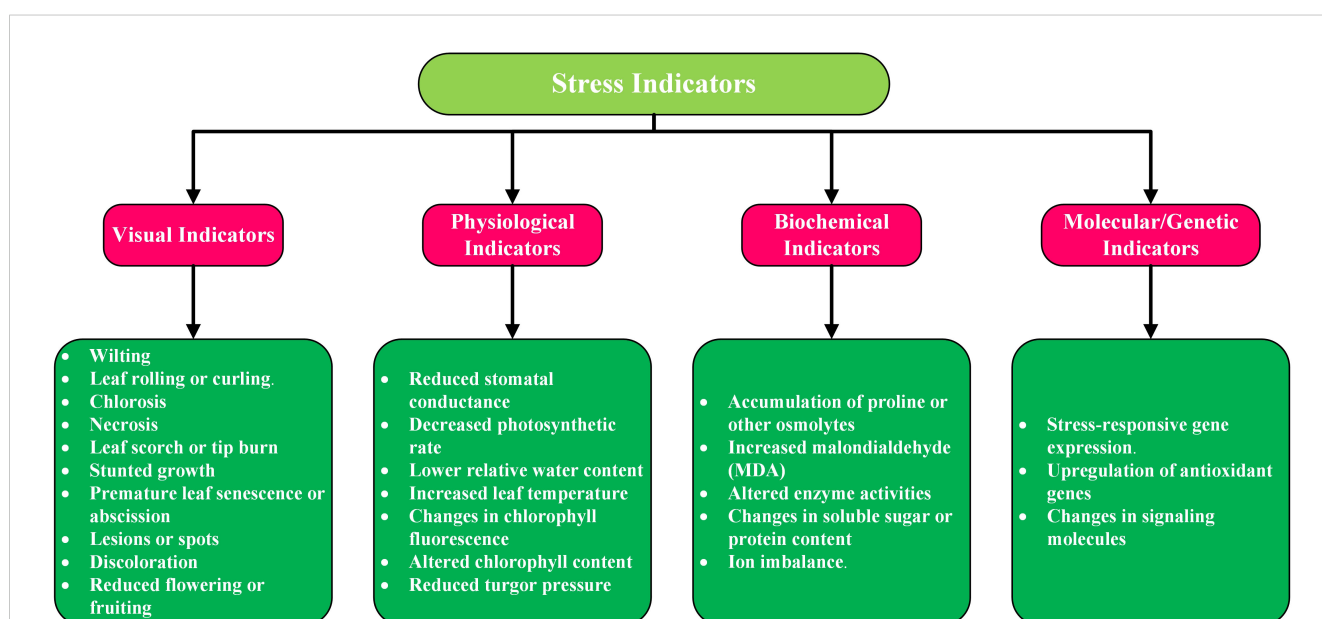 Stress Indicators
Visual Indicators
Physiological
Indicators
Biochemical
Indicators
Molecular/Genetic
Indicators
• Wilting
• Leaf rolling or curling.
• Chlorosis
• Necrosis
• Leaf scorch or tip burn
• Stunted growth
• Premature leaf senescence or
abscission
• Lesions or spots
• Discoloration
• Reduced flowering or
fruiting
• Reduced stomatal
conductance
• Decreased photosynthetic
rate
• Lower relative water content
• Increased leaf temperature
• Changes in chlorophyll
fluorescence
• Altered chlorophyll content
• Reduced turgor pressure
• Accumulation of proline or
other osmolytes
• Increased malondialdehyde
(MDA)
• Altered enzyme activities
• Changes in soluble sugar or
protein content
• Ion imbalance.
• Stress-responsive gene
expression.
• Upregulation of antioxidant
genes
• Changes in signaling
molecules